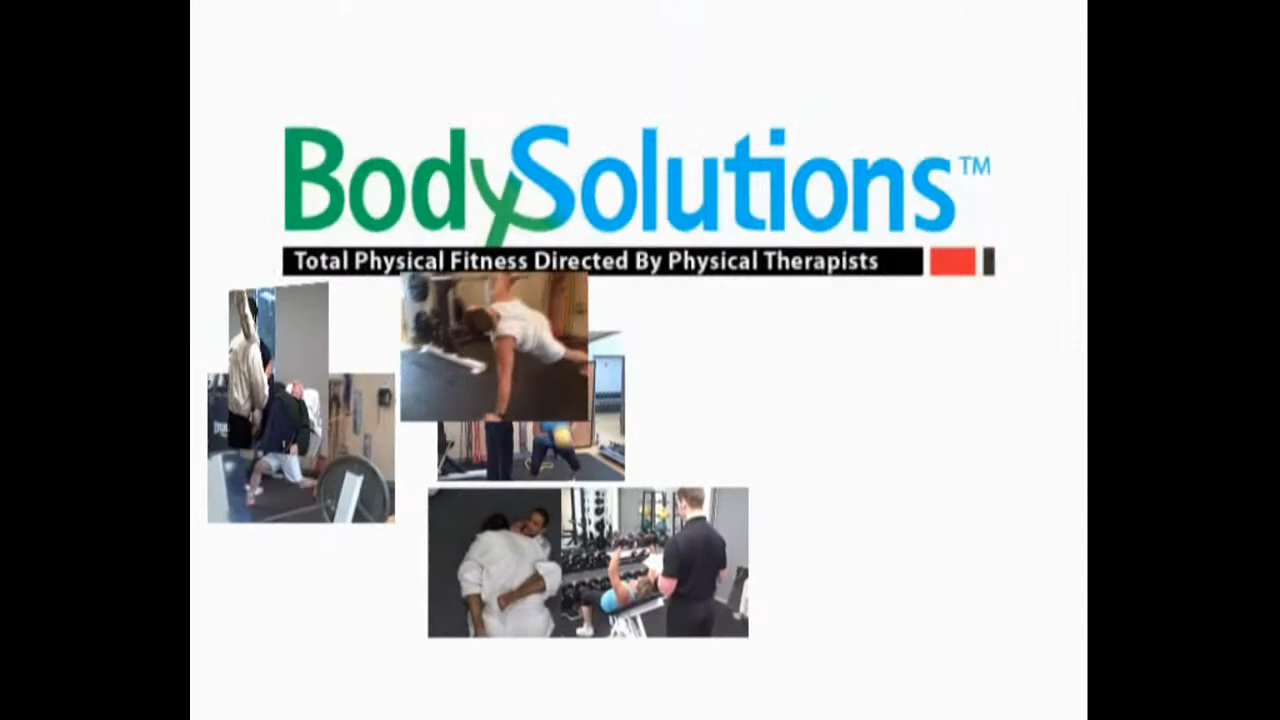 BodySolutions™
Total Physical Fitness Directed By Physical Therapists